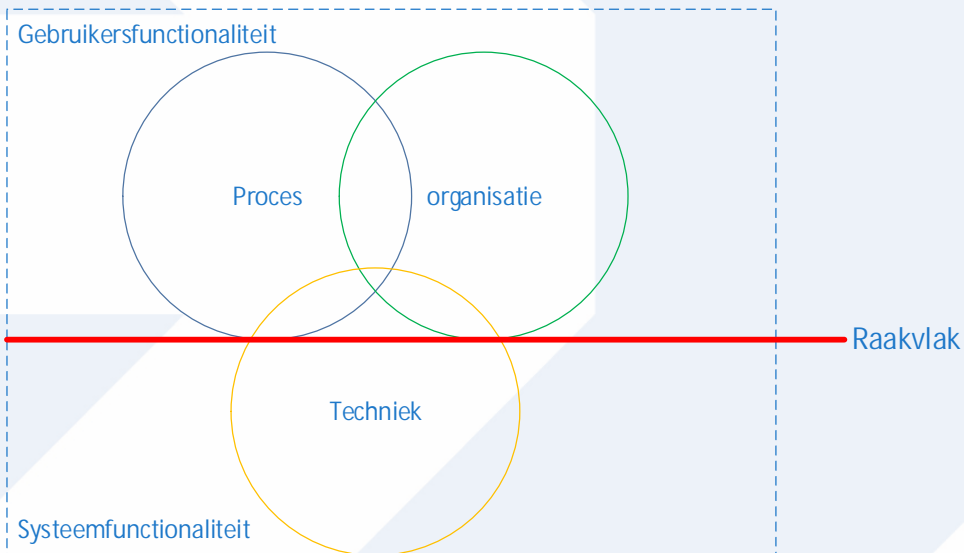 Gebruikersfunctionaliteit
Proces
organisatie
Raakvlak
Techniek
Systeemfunctionaliteit